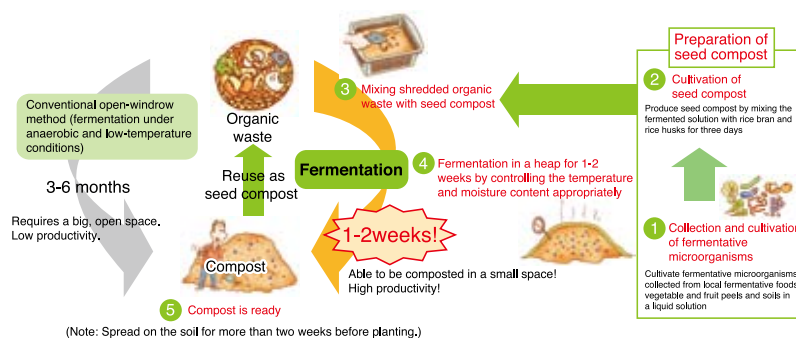 Preparation of
seed compost
2
Cultivation of
seed compost
Produce seed compost by mixing the
fermented solution with rice bran and
rice husks for three days
1
Collection and cultivation
of fermentative
microorganisms
Cultivate fermentative microorganisms
collected from local fermentative foods,
vegetable and fruit peels and soils in
a liquid solution
3
Mixing shredded organic
waste with seed compost
Organic
waste
Conventional open-windrow
method (fermentation under
anaerobic and low-temperature
conditions)
3-6 months
Requires a big, open space.
Low productivity.
Reuse as
seed compost
Fermentation
4
Fermentation in a heap for 1-2
weeks by controlling the temperature
and moisture content appropriately
1-2weeks!
Able to be composted in a small space!
High productivity!
Compost
5
Compost is ready
(Note: Spread on the soil for more than two weeks before planting.)